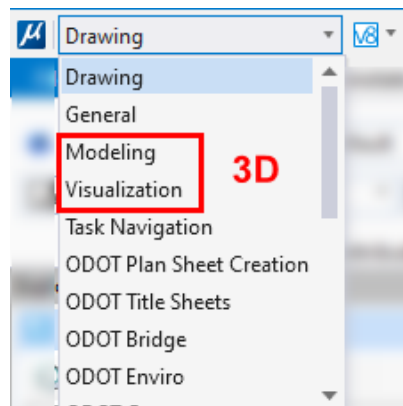 Drawing
V8
Drawing
General
Modeling
Visualization
3D
Task Navigation
ODOT Plan Sheet Creation
ODOT Title Sheets
ODOT Bridge
ODOT Enviro